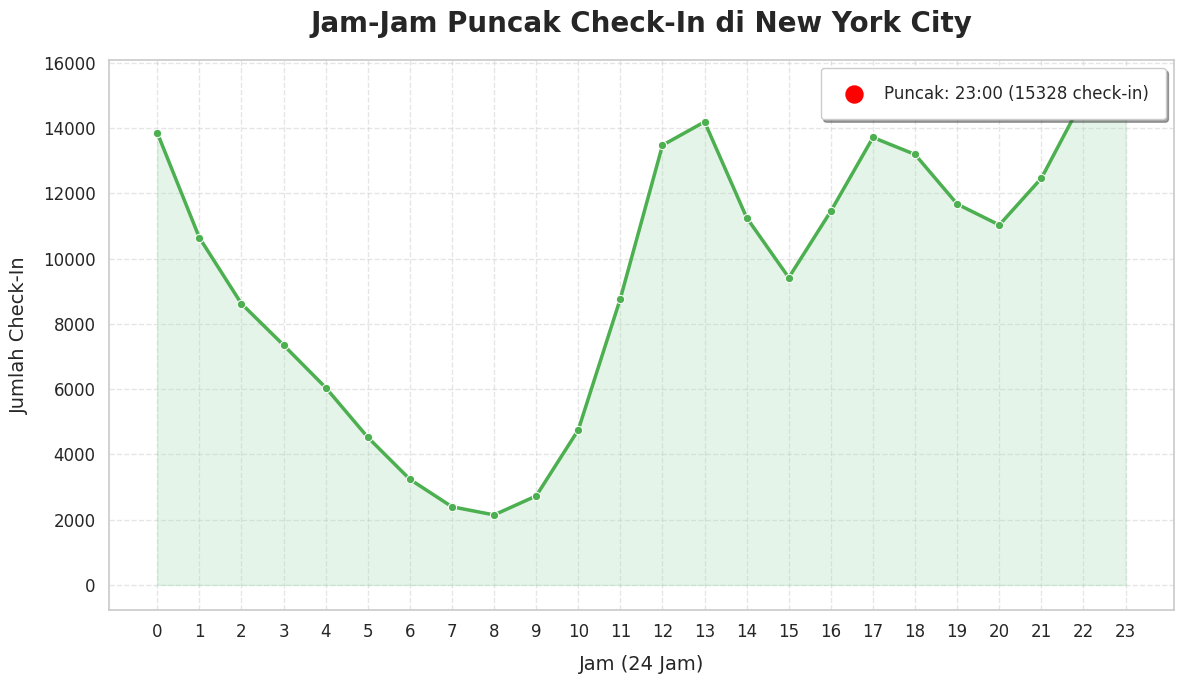 Jam-Jam Puncak Check-In di New York City
Puncak: 23:00 (15328 check-in)
Jumlah Check-In
16000
14000
12000
10000
8000
6000
4000
2000
0
0 1 2 3 4 5 6 7 8 9 10 11 12 13 14 15 16 17 18 19 20 21 22 23
Jam (24 Jam)